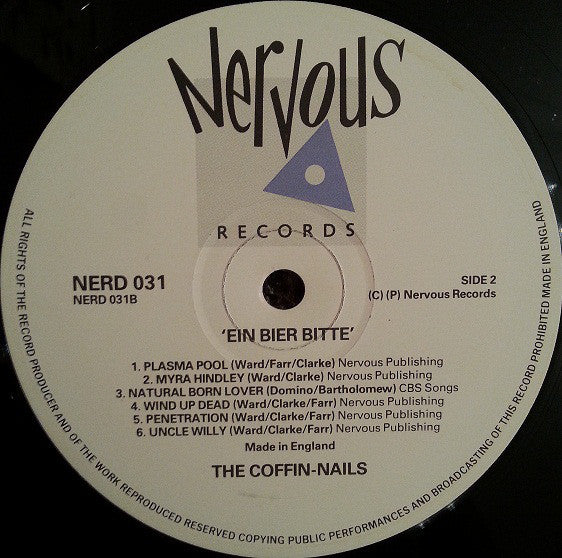 Nervous
RECORDS
NERD 031
NERD 031B
SIDE 2
(C) (P) Nervous Records
'EIN BIER BITTE'
1. PLASMA POOL (Ward/Farr/Clarke) Nervous Publishing
2. MYRA HINDLEY (Ward/Clarke) Nervous Publishing
3. NATURAL BORN LOVER (Domino/Bartholomew) CBS Songs
4. WIND UP DEAD (Ward/Clarke/Farr) Nervous Publishing
5. PENETRATION (Ward/Clarke/Farr) Nervous Publishing
6. UNCLE WILLY (Ward/Clarke/Farr) Nervous Publishing
Made in England
THE COFFIN-NAILS
ALL RIGHTS OF THE RECORD PRODUCER AND OF THE WORK REPRODUCED RESERVED COPYING PUBLIC PERFORMANCES AND BROADCASTING OF THIS RECORD PROHIBITED MADE IN ENGLAND